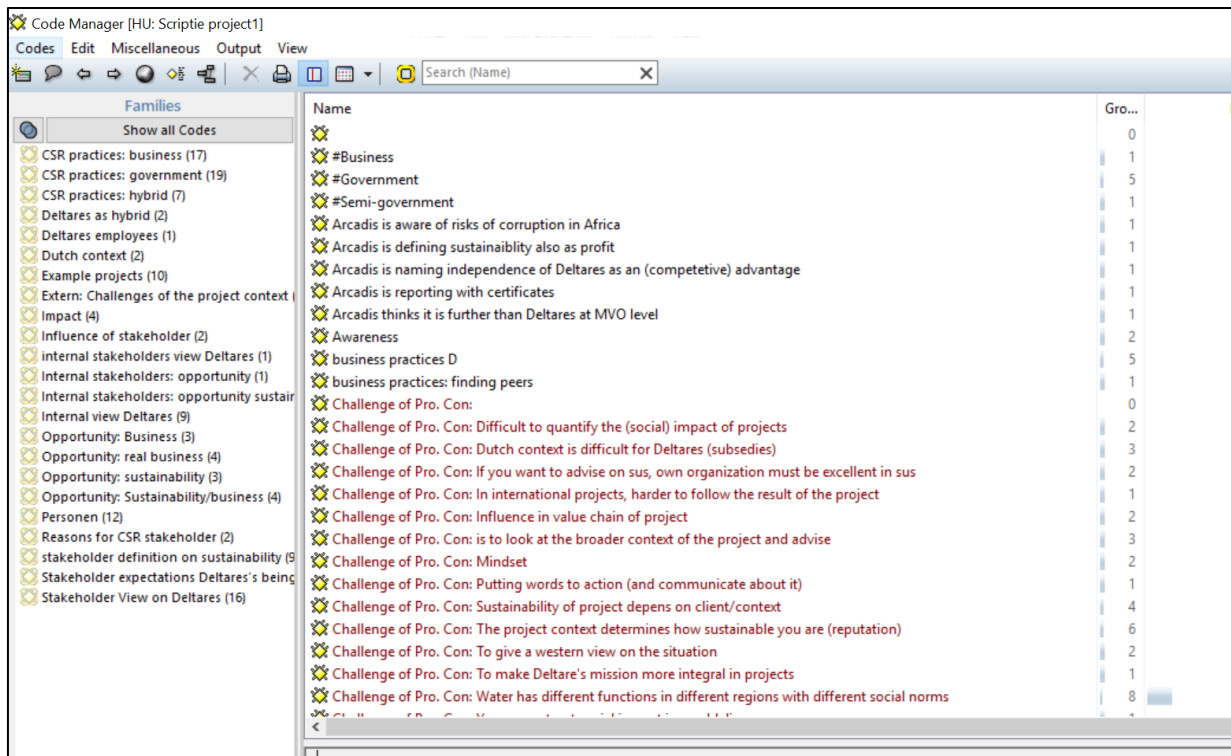 Code Manager [HU: Scriptie project1]
Codes Edit Miscellaneous Output View
Search (Name)
Families
Show all Codes
CSR practices: business (17)
CSR practices: government (19)
CSR practices: hybrid (7)
Deltares as hybrid (2)
Deltares employees (1)
Dutch context (2)
Example projects (10)
Extern: Challenges of the project context (
Impact (4)
Influence of stakeholder (2)
internal stakeholders view Deltares (1)
Internal stakeholders: opportunity (1)
Internal stakeholders: opportunity sustair
Internal view Deltares (9)
Opportunity: Business (3)
Opportunity: real business (4)
Opportunity: sustainability (3)
Opportunity: Sustainability/business (4)
Personen (12)
Reasons for CSR stakeholder (2)
stakeholder definition on sustainability (9
Stakeholder expectations Deltares's being
Stakeholder View on Deltares (16)
Name Gro...
0
#Business 1
#Government 5
#Semi-government 1
Arcadis is aware of risks of corruption in Africa 1
Arcadis is defining sustainaiblity also as profit 1
Arcadis is naming independence of Deltares as an (competetive) advantage 1
Arcadis is reporting with certificates 1
Arcadis thinks it is further than Deltares at MVO level 1
Awareness 2
business practices D 5
business practices: finding peers 1
Challenge of Pro. Con: 0
Challenge of Pro. Con: Difficult to quantify the (social) impact of projects 2
Challenge of Pro. Con: Dutch context is difficult for Deltares (subsedies) 3
Challenge of Pro. Con: If you want to advise on sus, own organization must be excellent in sus 2
Challenge of Pro. Con: In international projects, harder to follow the result of the project 1
Challenge of Pro. Con: Influence in value chain of project 2
Challenge of Pro. Con: is to look at the broader context of the project and advise 3
Challenge of Pro. Con: Mindset 2
Challenge of Pro. Con: Putting words to action (and communicate about it) 1
Challenge of Pro. Con: Sustainability of project depens on client/context 4
Challenge of Pro. Con: The project context determines how sustainable you are (reputation) 6
Challenge of Pro. Con: To give a western view on the situation 2
Challenge of Pro. Con: To make Deltare's mission more integral in projects 1
Challenge of Pro. Con: Water has different functions in different regions with different social norms 8